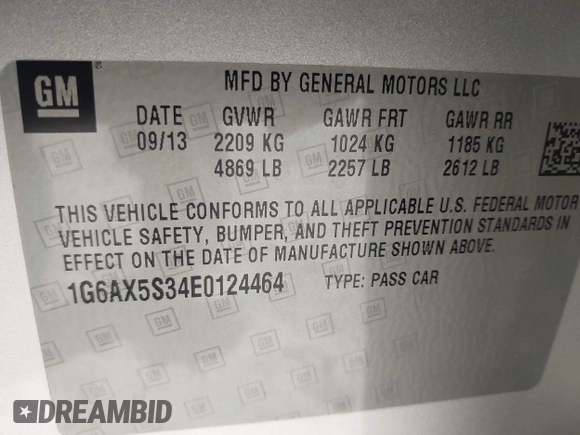 GM
MFD BY GENERAL MOTORS LLC
DATE GVWR GAWR FRT GAWR RR
09/13 2209 KG 1024 KG 1185 KG
4869 LB 2257 LB 2612 LB
THIS VEHICLE CONFORMS TO ALL APPLICABLE U.S. FEDERAL MOTOR
VEHICLE SAFETY, BUMPER, AND THEFT PREVENTION STANDARDS IN
EFFECT ON THE DATE OF MANUFACTURE SHOWN ABOVE.
1G6AX5S34E0124464 TYPE: PASS CAR
DREAMBID